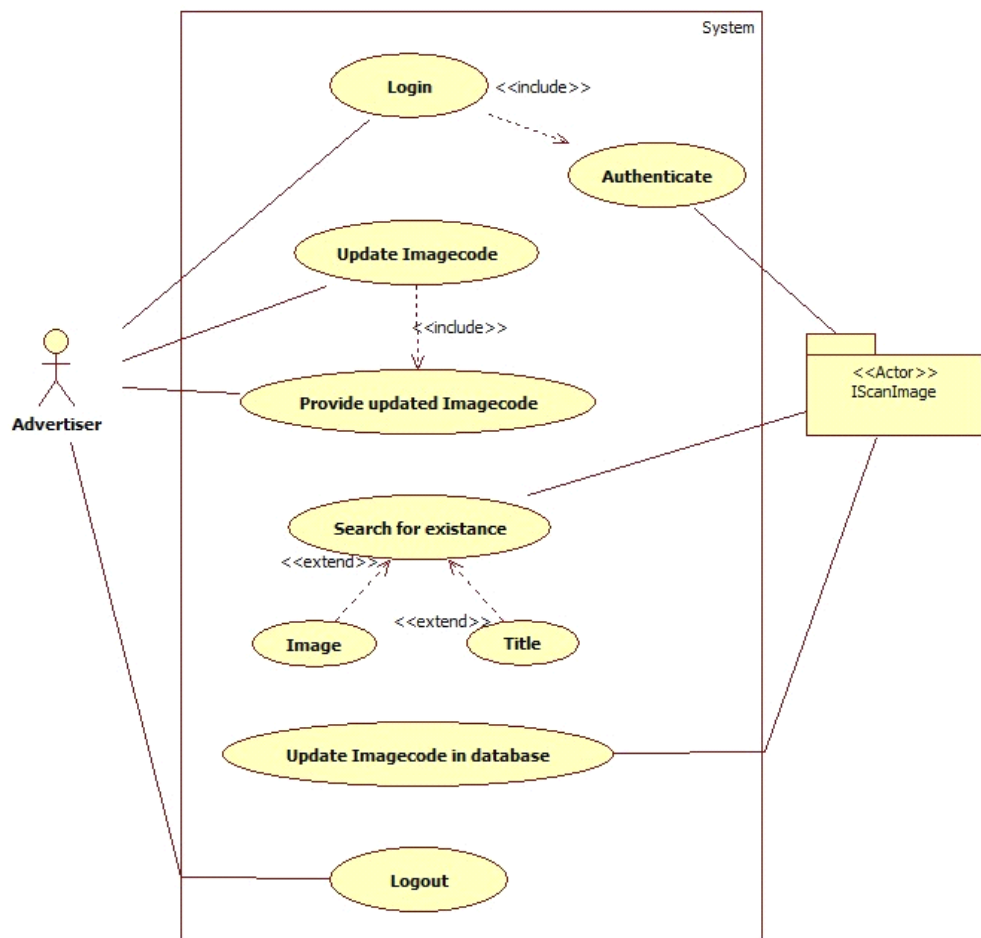 System
Login
<<include>>
Authenticate
Update Imagecode
<<include>>
Advertiser
Provide updated Imagecode
<<Actor>>
IScanImage
Search for existance
<<extend>>
Image
<<extend>>
Title
Update Imagecode in database
Logout